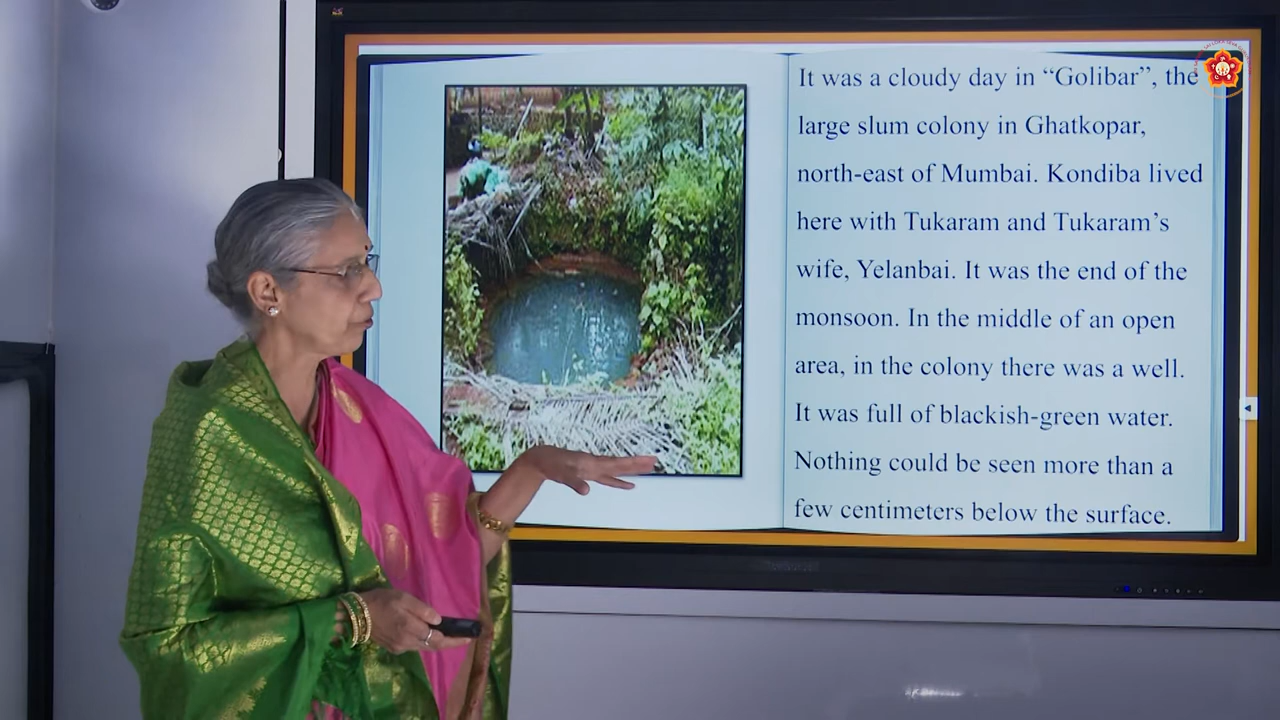 It was a cloudy day in “Golibar”, the
large slum colony in Ghatkopar,
north-east of Mumbai. Kondiba lived
here with Tukaram and Tukaram’s
wife, Yelanbai. It was the end of the
monsoon. In the middle of an open
area, in the colony there was a well.
It was full of blackish-green water.
Nothing could be seen more than a
few centimeters below the surface.